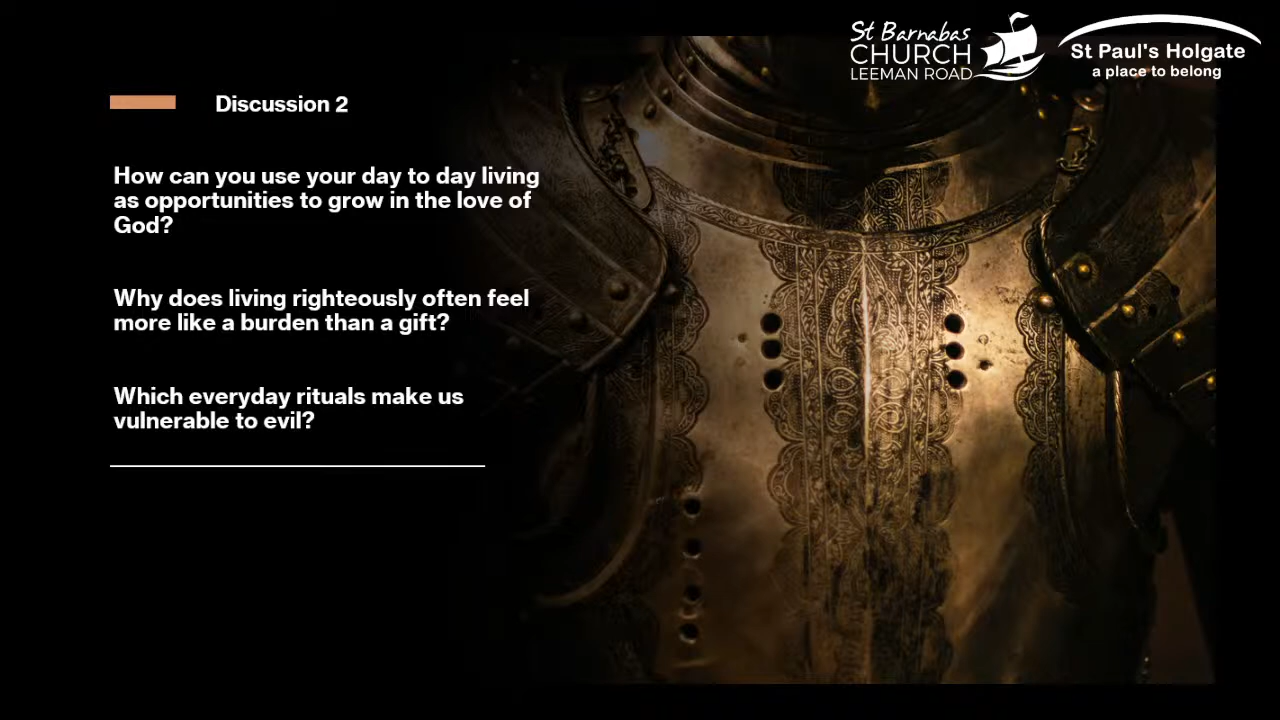 St Barnabas
CHURCH
LEEMAN ROAD
St Paul's Holgate
a place to belong
Discussion 2
How can you use your day to day living
as opportunities to grow in the love of
God?
Why does living righteously often feel
more like a burden than a gift?
Which everyday rituals make us
vulnerable to evil?